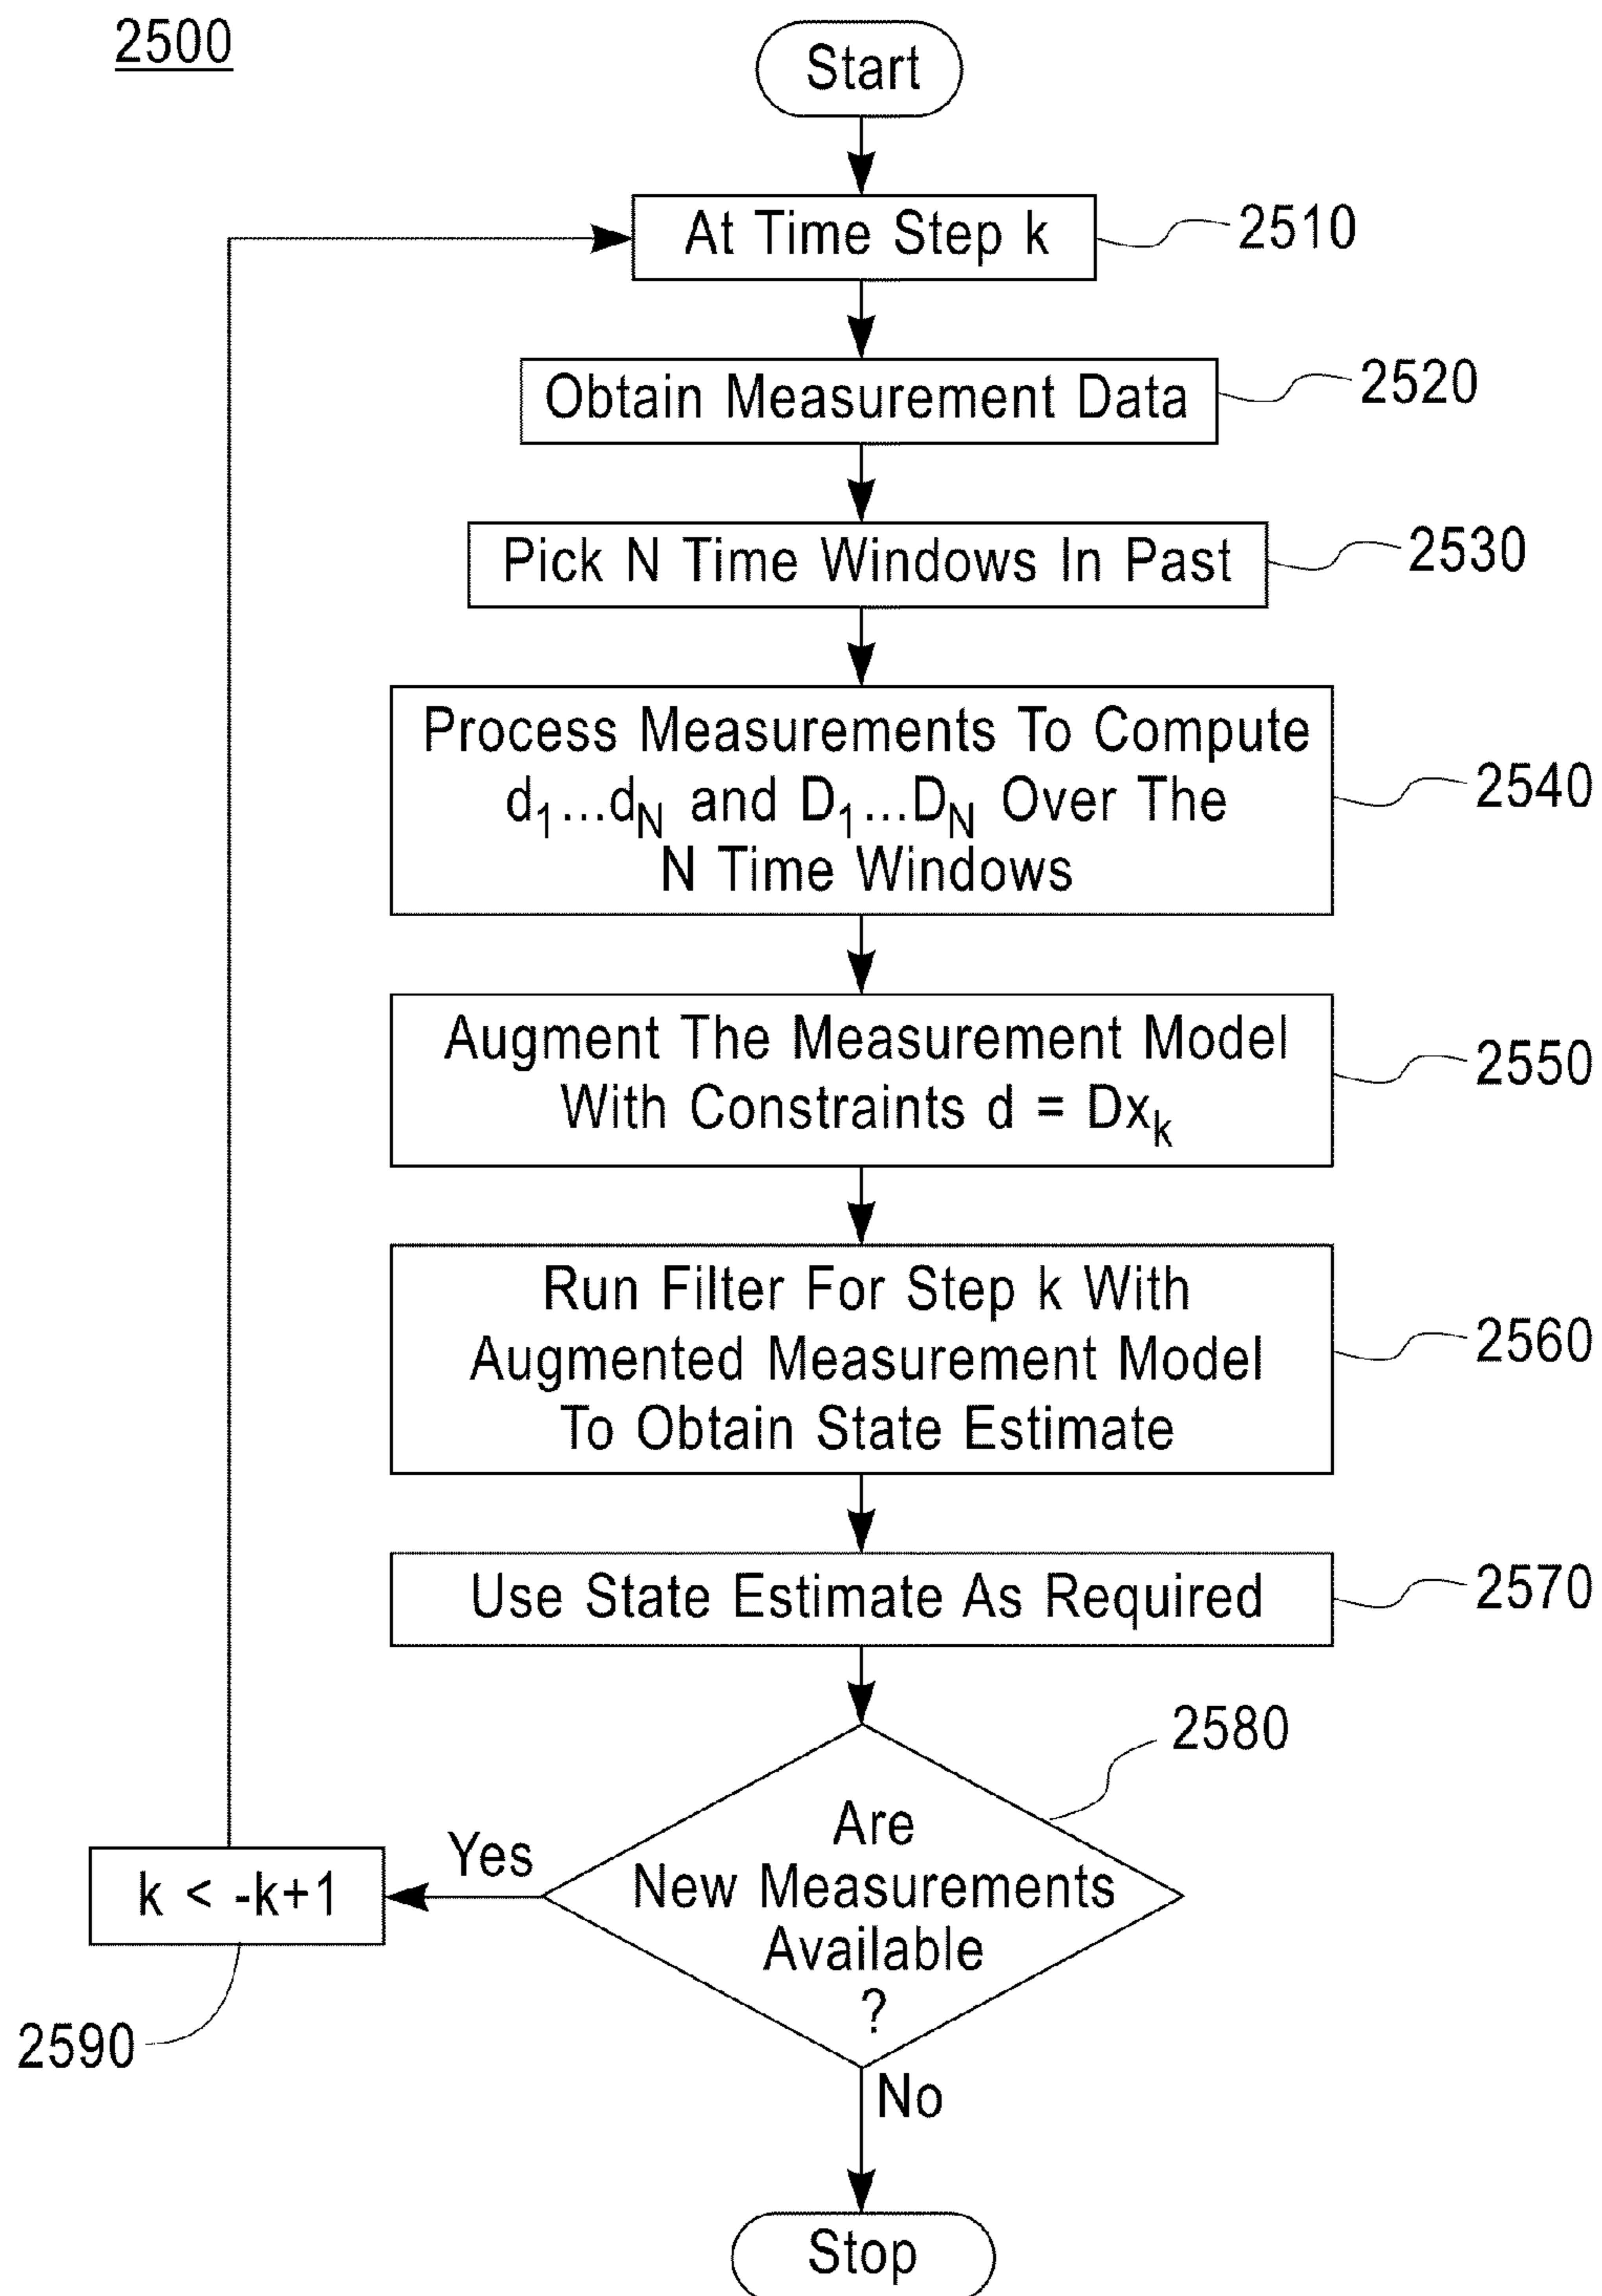 2500
Start
At Time Step k
2510
Obtain Measurement Data
2520
Pick N Time Windows In Past
2530
Process Measurements To Compute
d₁...d_N and D₁...D_N Over The
N Time Windows
2540
Augment The Measurement Model
With Constraints d = Dx_k
2550
Run Filter For Step k With
Augmented Measurement Model
To Obtain State Estimate
2560
Use State Estimate As Required
2570
2580
Are
New Measurements
Available
?
Yes
k < -k+1
2590
No
Stop